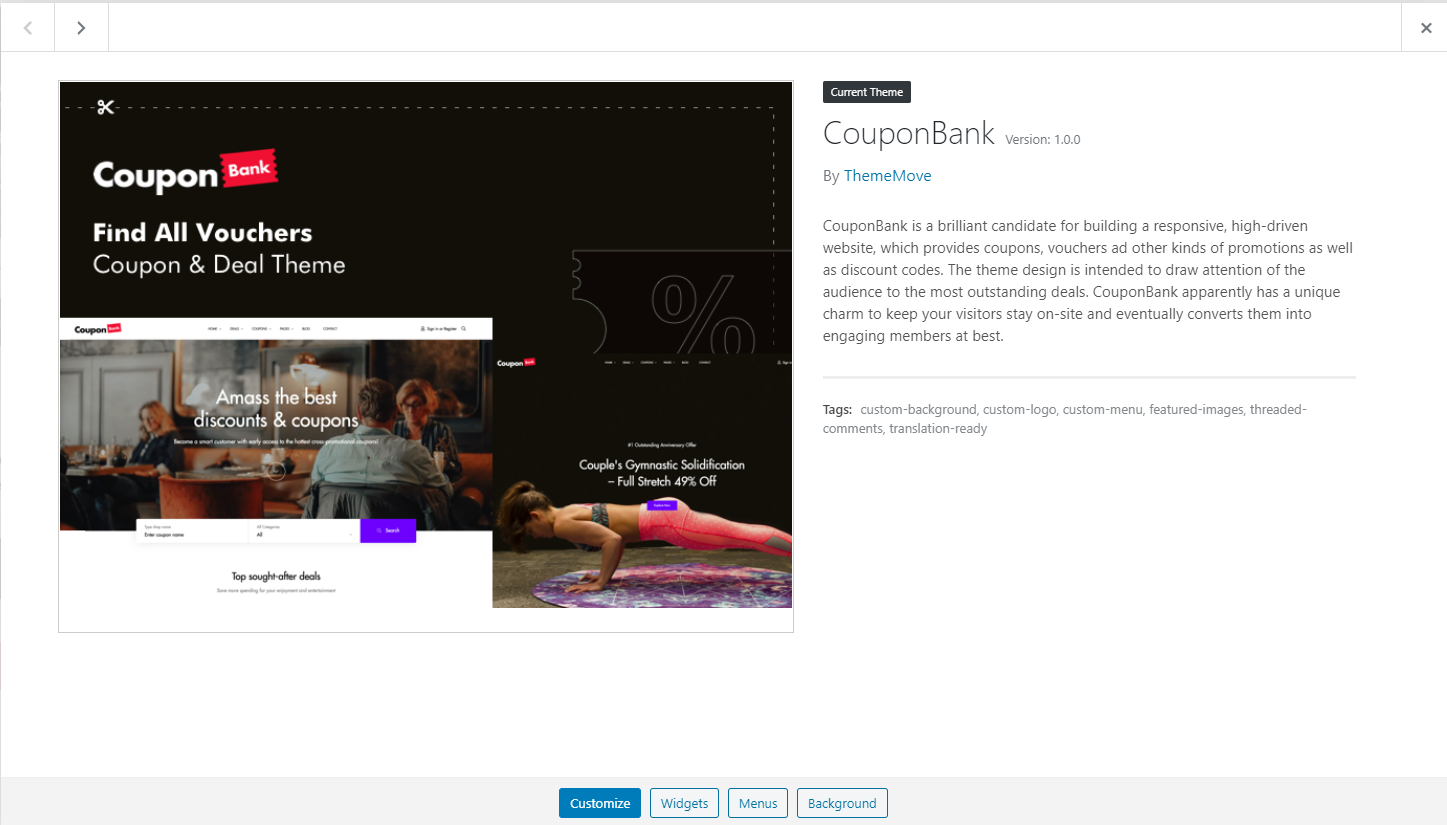 Current Theme
CouponBank Version: 1.0.0
By ThemeMove
CouponBank is a brilliant candidate for building a responsive, high-driven
website, which provides coupons, vouchers ad other kinds of promotions as well
as discount codes. The theme design is intended to draw attention of the
audience to the most outstanding deals. CouponBank apparently has a unique
charm to keep your visitors stay on-site and eventually converts them into
engaging members at best.
Tags: custom-background, custom-logo, custom-menu, featured-images, threaded-
comments, translation-ready
Coupon Bank
Find All Vouchers
Coupon & Deal Theme
%
Coupon Bank
HOME DEALS COUPONS PAGES BLOG CONTACT
Sign in or Register
Amass the best
discounts & coupons
Become a smart customer with early access to the hottest cross-promotional coupons!
Enter coupon name
All Categories
All
Search
Top sought-after deals
Save more spending for your enjoyment and entertainment
Coupon Bank
HOME DEALS COUPONS PAGES BLOG CONTACT
Sign in
#1 Outstanding Anniversary Offer
Couple's Gymnastic Solidification
– Full Stretch 49% Off
Explore Now
Customize
Widgets
Menus
Background